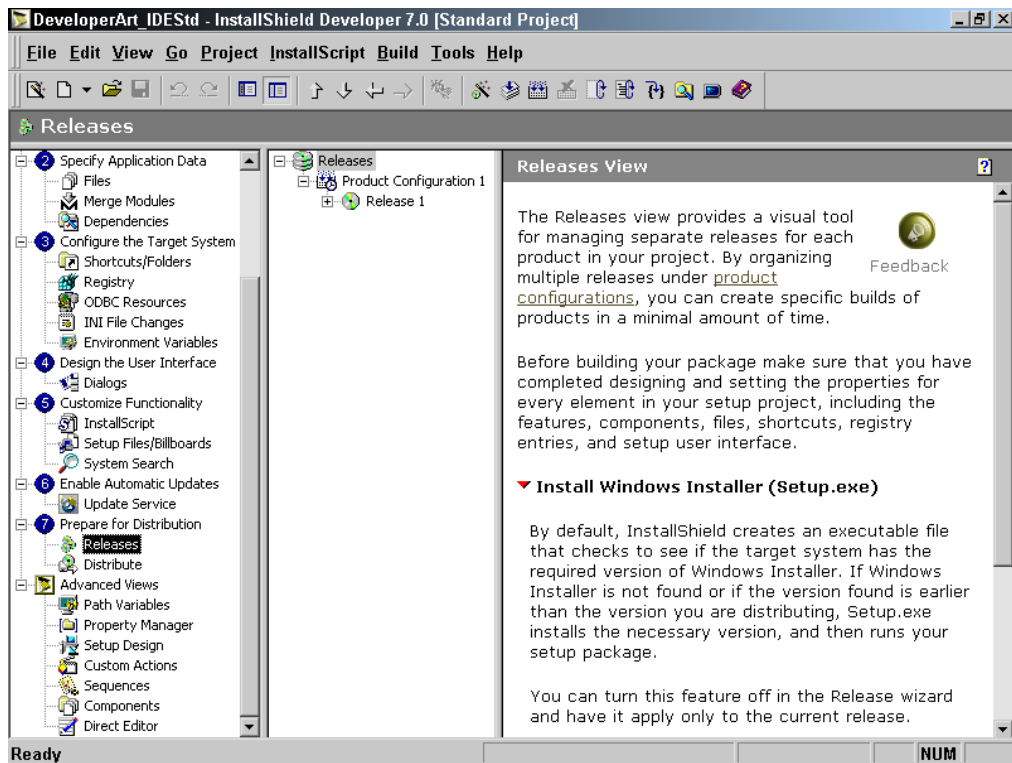 DeveloperArt_IDEStd - InstallShield Developer 7.0 [Standard Project]
File Edit View Go Project InstallScript Build Tools Help
Releases
2 Specify Application Data
Files
Merge Modules
Dependencies
3 Configure the Target System
Shortcuts/Folders
Registry
ODBC Resources
INI File Changes
Environment Variables
4 Design the User Interface
Dialogs
5 Customize Functionality
InstallScript
Setup Files/Billboards
System Search
6 Enable Automatic Updates
Update Service
7 Prepare for Distribution
Releases
Distribute
Advanced Views
Path Variables
Property Manager
Setup Design
Custom Actions
Sequences
Components
Direct Editor
Releases
Product Configuration 1
Release 1
Releases View
?
The Releases view provides a visual tool
for managing separate releases for each
product in your project. By organizing
multiple releases under product
configurations, you can create specific builds of
products in a minimal amount of time.
Feedback
Before building your package make sure that you have
completed designing and setting the properties for
every element in your setup project, including the
features, components, files, shortcuts, registry
entries, and setup user interface.
Install Windows Installer (Setup.exe)
By default, InstallShield creates an executable file
that checks to see if the target system has the
required version of Windows Installer. If Windows
Installer is not found or if the version found is earlier
than the version you are distributing, Setup.exe
installs the necessary version, and then runs your
setup package.
You can turn this feature off in the Release wizard
and have it apply only to the current release.
Ready
NUM